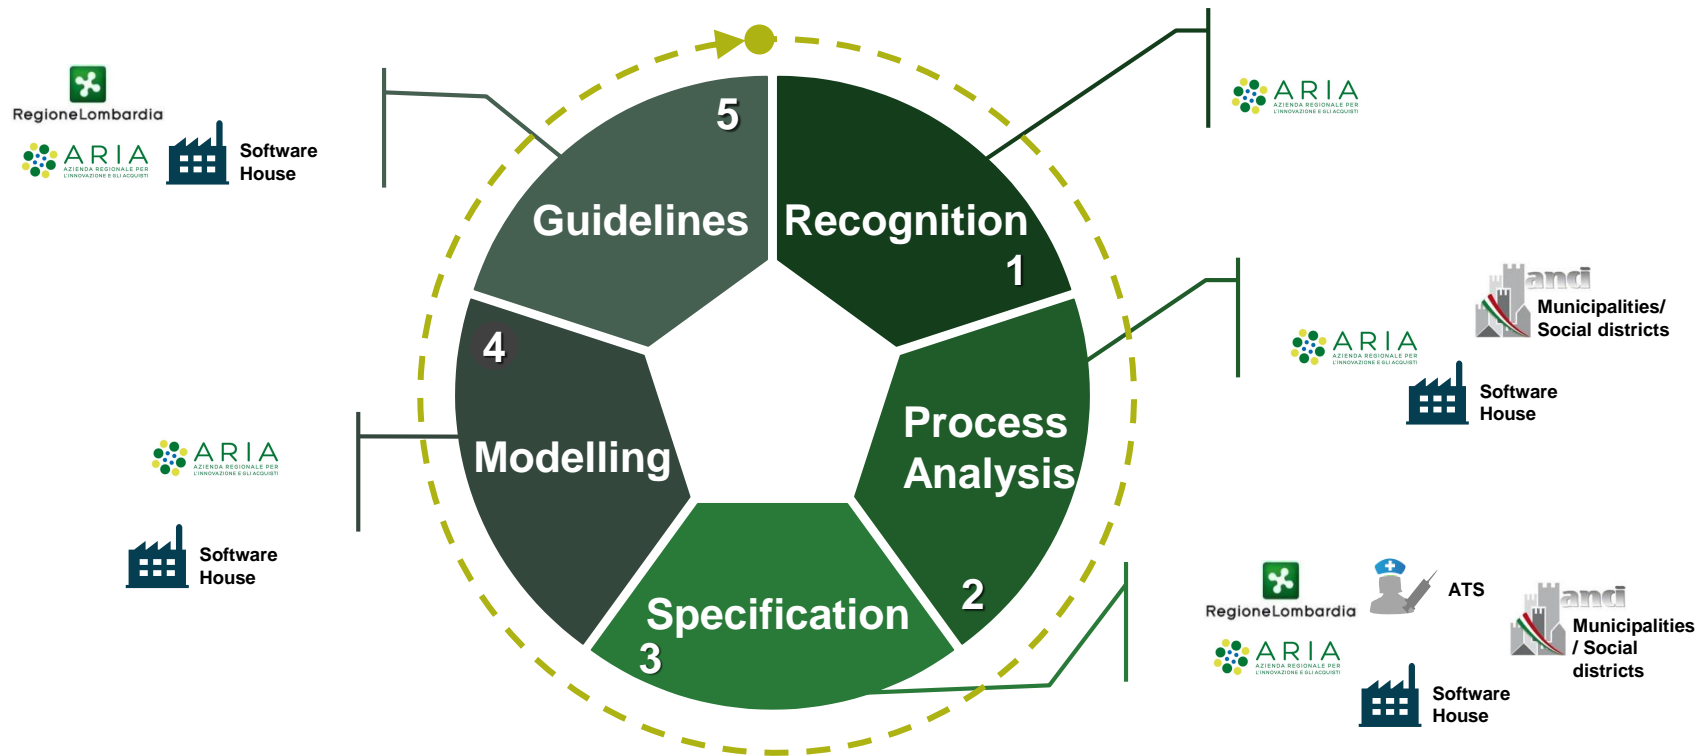 RegioneLombardia
ARIA
AZIENDA REGIONALE PER
L'INNOVAZIONE E GLI ACQUISTI
Software
House
5
Guidelines
Recognition
1
ARIA
AZIENDA REGIONALE PER
L'INNOVAZIONE E GLI ACQUISTI
anci
Municipalities/
Social districts
ARIA
AZIENDA REGIONALE PER
L'INNOVAZIONE E GLI ACQUISTI
Software
House
Process
Analysis
2
4
Modelling
ARIA
AZIENDA REGIONALE PER
L'INNOVAZIONE E GLI ACQUISTI
Software
House
Specification
3
RegioneLombardia
ATS
anci
Municipalities
/ Social
districts
ARIA
AZIENDA REGIONALE PER
L'INNOVAZIONE E GLI ACQUISTI
Software
House